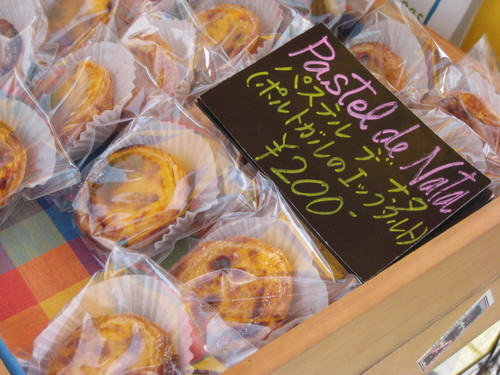 Pastel de Nata
パステル デ ナタ
(ポルトガルのエッグタルト)
¥200-